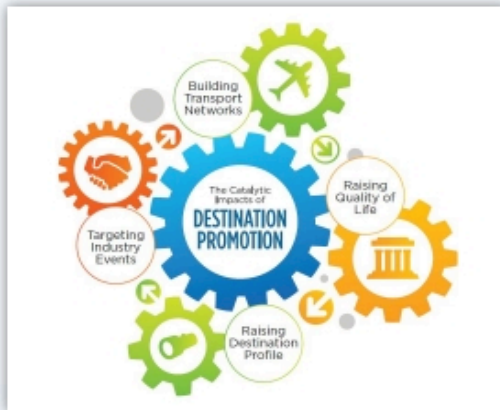 Building
Transport
Networks
The Catalytic
Impacts of
DESTINATION
PROMOTION
Raising
Quality of
Life
Targeting
Industry
Events
Raising
Destination
Profile